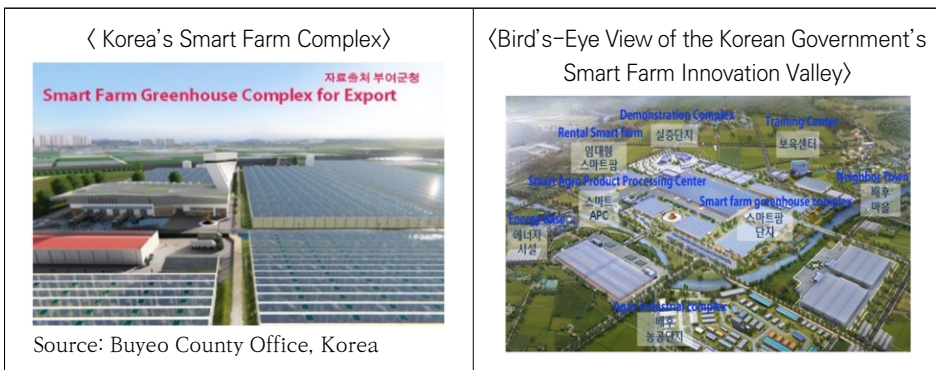 〈 Korea's Smart Farm Complex〉
자료출처 부여군청
Smart Farm Greenhouse Complex for Export
Source: Buyeo County Office, Korea
〈Bird's-Eye View of the Korean Government's
Smart Farm Innovation Valley〉
Demonstration Complex
실증단지
Training Center
보육센터
Rental Smart farm
임대형
스마트팜
Smart Agro Product Processing Center
스마트
APC
Neighbor Town
배후
마을
Smart farm greenhouse complex
스마트팜
단지
Energy base
에너지
시설
Agro-industrial complex
배후
농공단지